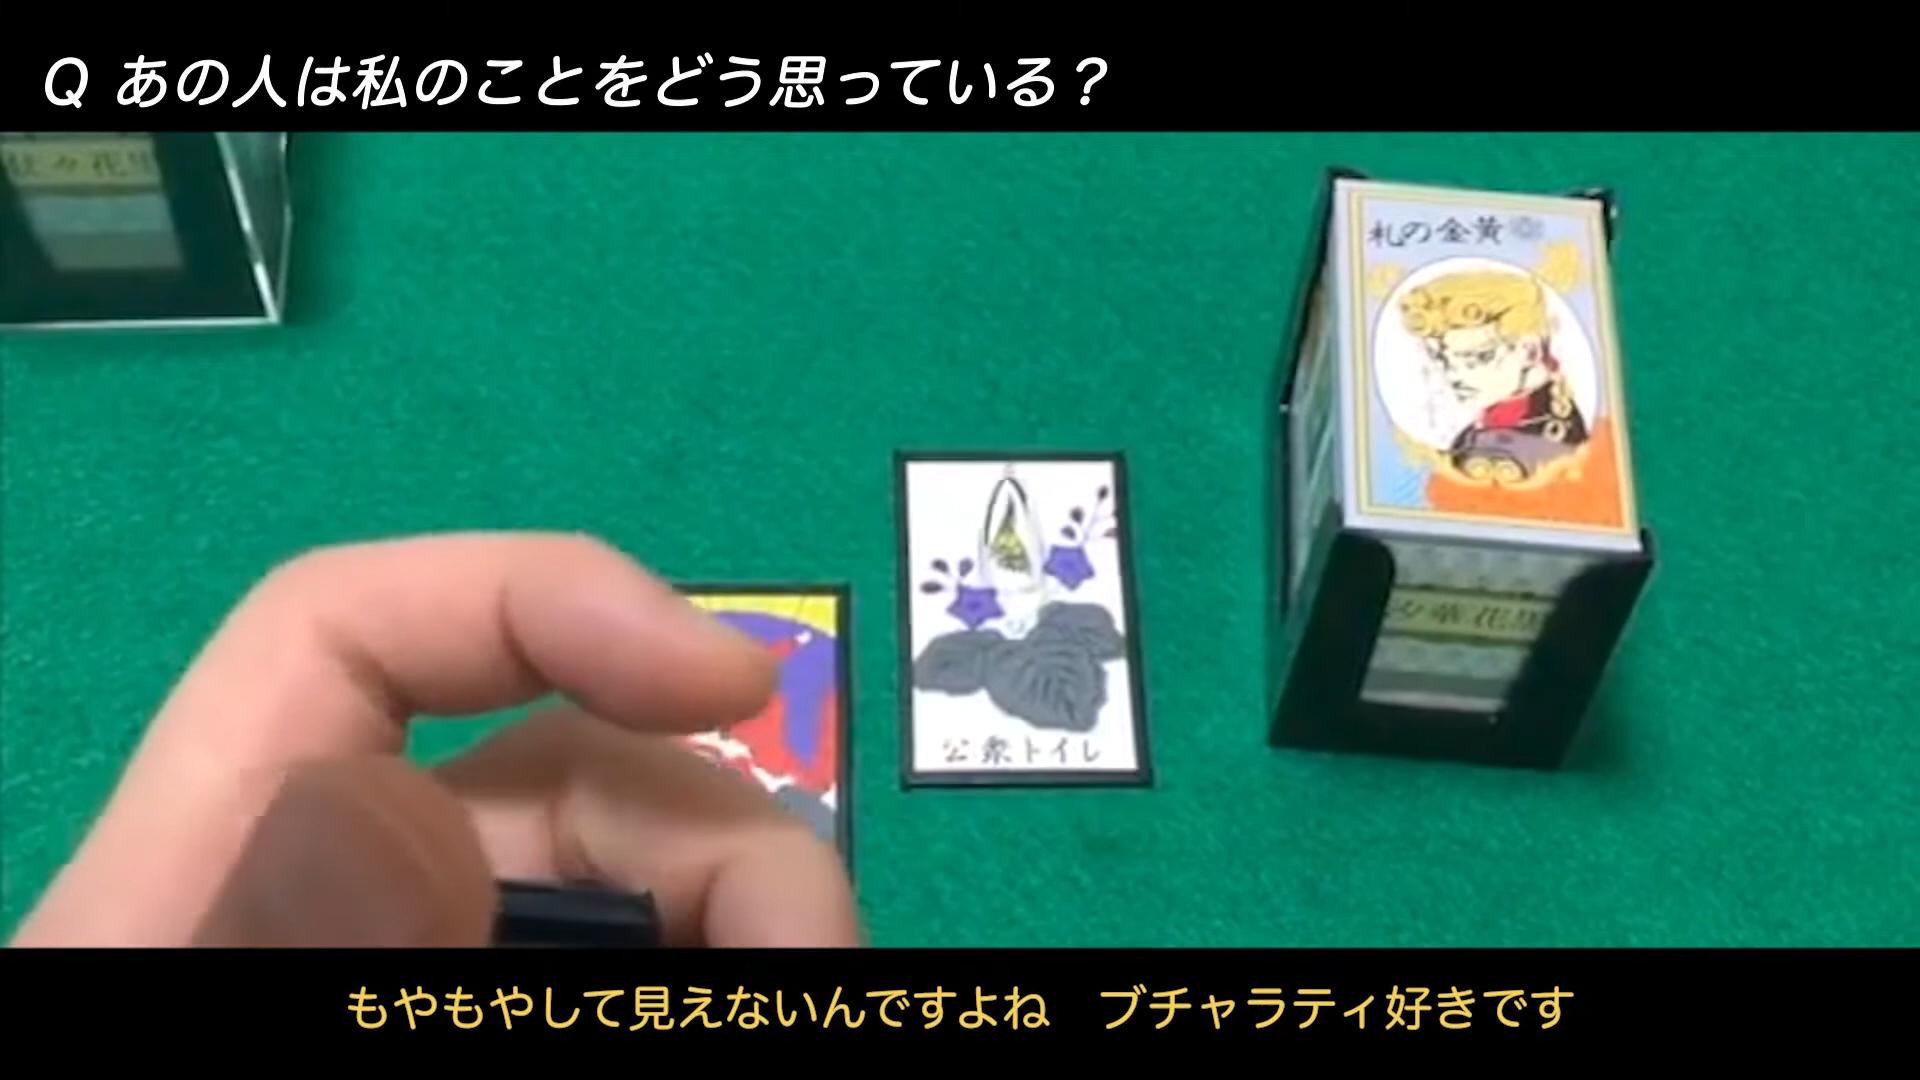 Q あの人は私のことをどう思っている？
札の金黄
公衆トイレ
もやもやして見えないんですよね　ブチャラティ好きです